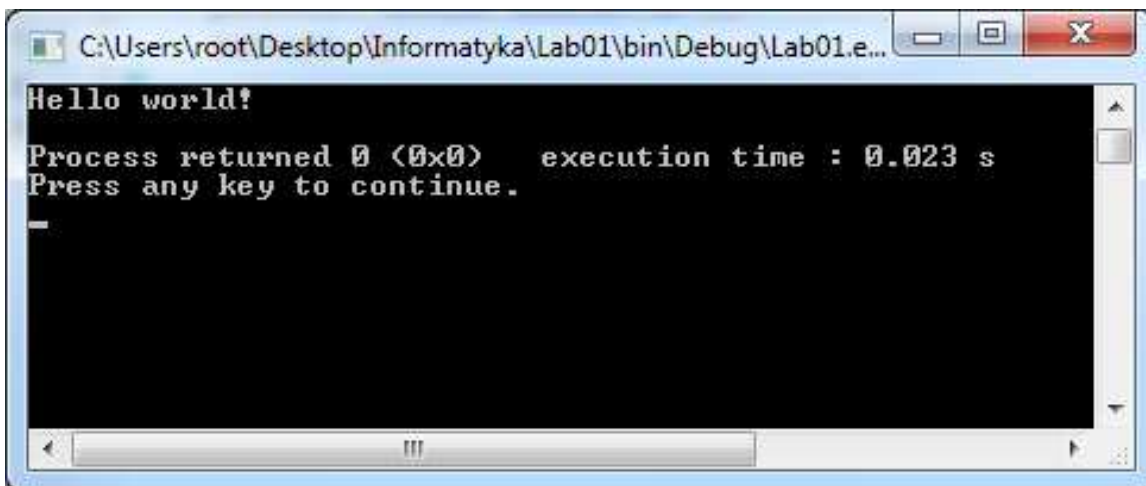 C:\Users\root\Desktop\Informatyka\Lab01\bin\Debug\Lab01.e...
Hello world!
Process returned 0 (0x0)   execution time : 0.023 s
Press any key to continue.